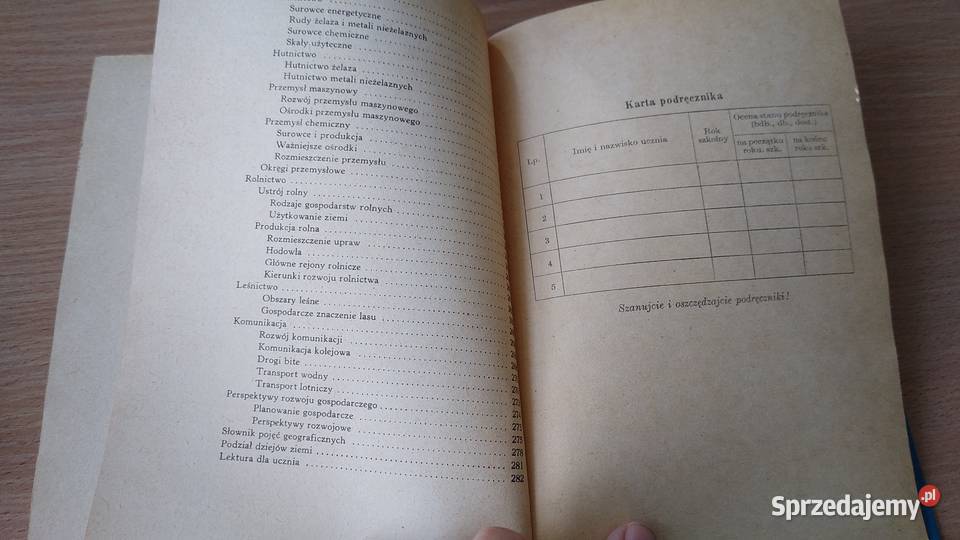 Surowce energetyczne
Rudy żelaza i metali nieżelaznych
Surowce chemiczne
Skały użyteczne
Hutnictwo
Hutnictwo żelaza
Hutnictwo metali nieżelaznych
Przemysł maszynowy
Rozwój przemysłu maszynowego
Ośrodki przemysłu maszynowego
Przemysł chemiczny
Surowce i produkcja
Ważniejsze ośrodki
Rozmieszczenie przemysłu
Okręgi przemysłowe
Rolnictwo
Ustrój rolny
Rodzaje gospodarstw rolnych
Użytkowanie ziemi
Produkcja rolna
Rozmieszczenie upraw
Hodowla
Główne rejony rolnicze
Kierunki rozwoju rolnictwa
Leśnictwo
Obszary leśne
Gospodarcze znaczenie lasu
Komunikacja
Rozwój komunikacji
Komunikacja kolejowa
Drogi bite
Transport wodny
Transport lotniczy
Perspektywy rozwoju gospodarczego
Planowanie gospodarcze
Perspektywy rozwojowe
Słownik pojęć geograficznych
Podział dziejów ziemi 281
Lektura dla ucznia 282
Karta podręcznika
Lp.
Imię i nazwisko ucznia
Rok szkolny
Ocena stanu podręcznika
(bdb., db., dost.)
na początku roku. szk.
na koniec roku szk.
1
2
3
4
5
Szanujcie i oszczędzajcie podręczniki!
Sprzedajemy.pl